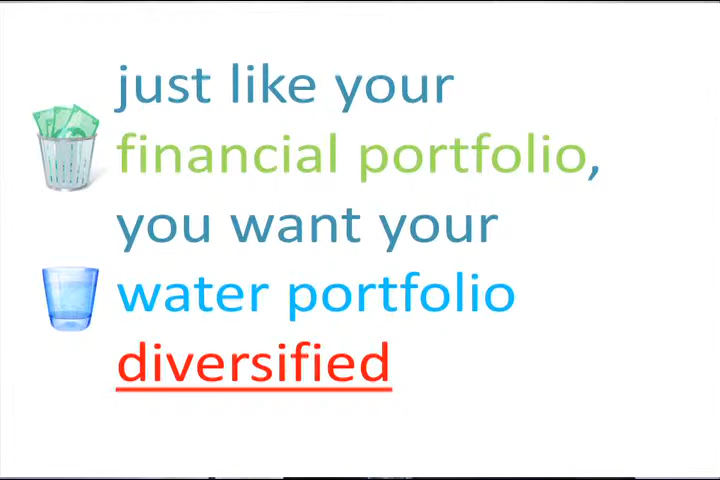 just like your
financial portfolio,
you want your
water portfolio
diversified